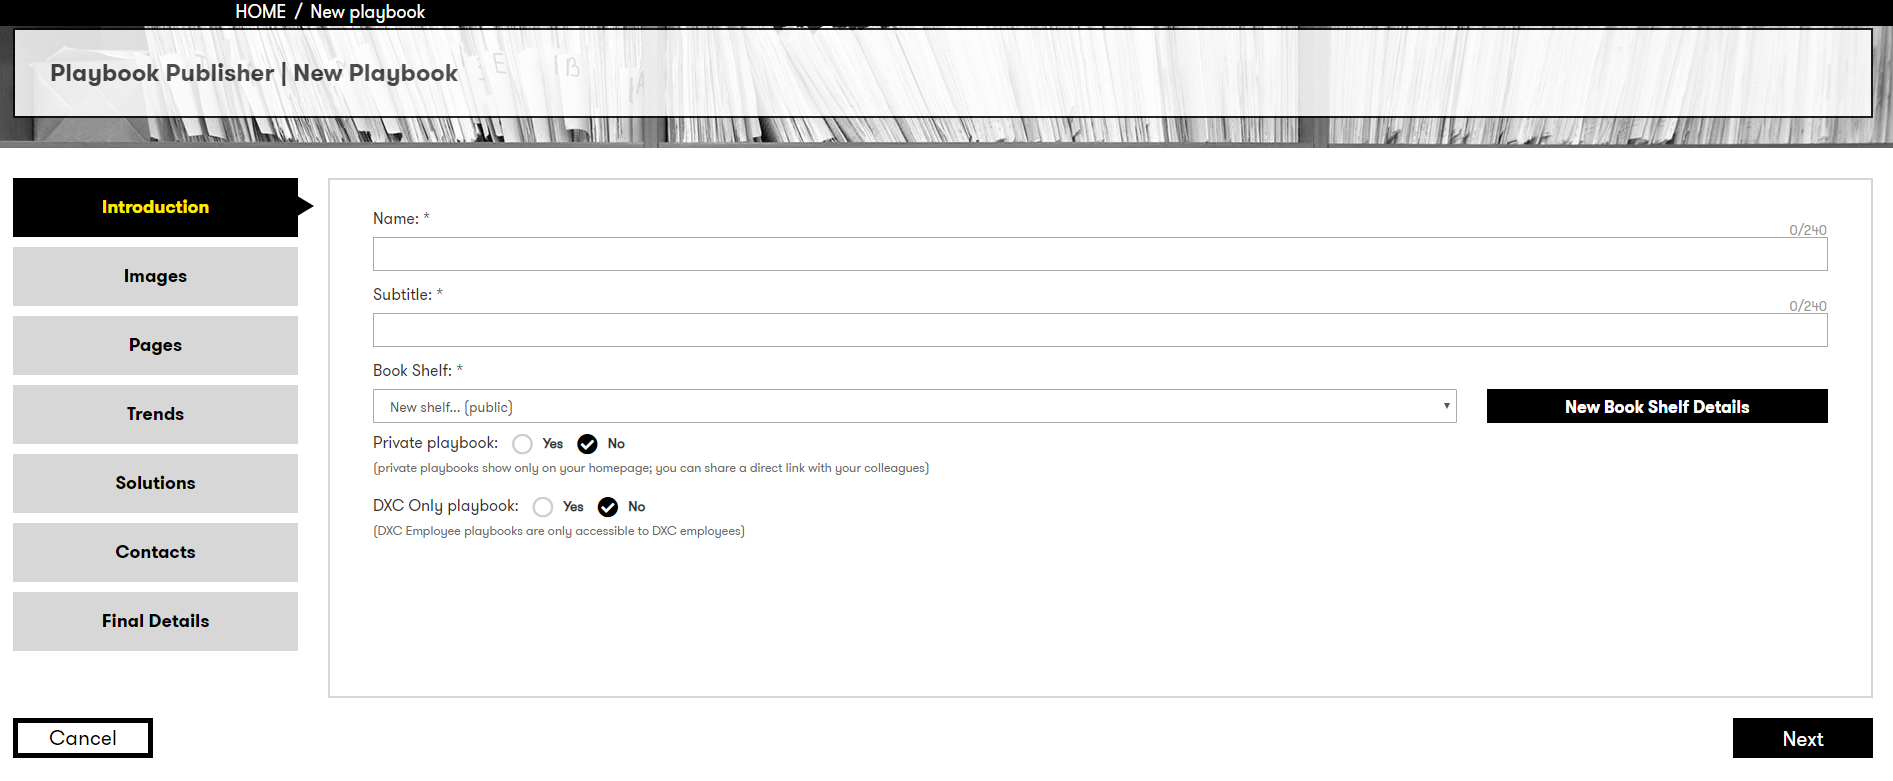 HOME / New playbook
Playbook Publisher | New Playbook
Introduction
Images
Pages
Trends
Solutions
Contacts
Final Details
Name: *
0/240
Subtitle: *
0/240
Book Shelf: *
New shelf... (public)
New Book Shelf Details
Private playbook: Yes No
(private playbooks show only on your homepage; you can share a direct link with your colleagues)
DXC Only playbook: Yes No
(DXC Employee playbooks are only accessible to DXC employees)
Cancel
Next